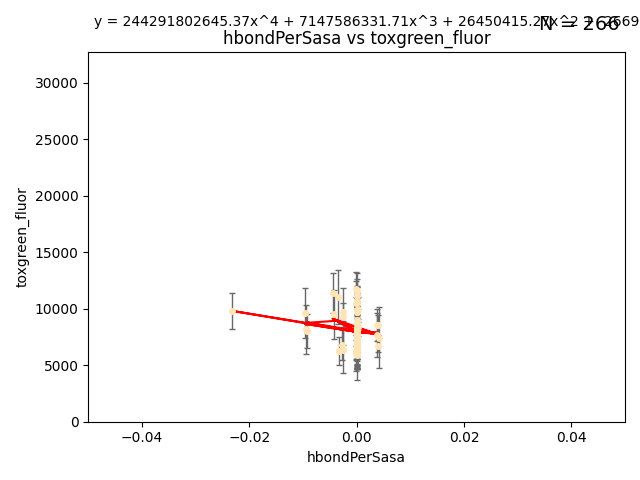 y = 244291802645.37x^4 + 7147586331.71x^3 + 26450415.27x^2 +
N = 266
hbondPerSasa vs toxgreen_fluor
30000
25000
20000
15000
10000
5000
0
toxgreen_fluor
−0.04
−0.02
0.00
0.02
0.04
hbondPerSasa